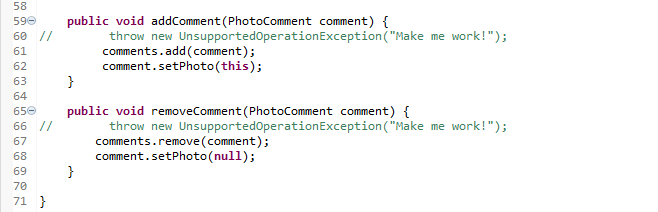 58
59    public void addComment(PhotoComment comment) {
60 //        throw new UnsupportedOperationException("Make me work!");
61         comments.add(comment);
62         comment.setPhoto(this);
63    }
64
65    public void removeComment(PhotoComment comment) {
66 //        throw new UnsupportedOperationException("Make me work!");
67        comments.remove(comment);
68        comment.setPhoto(null);
69    }
70
71 }